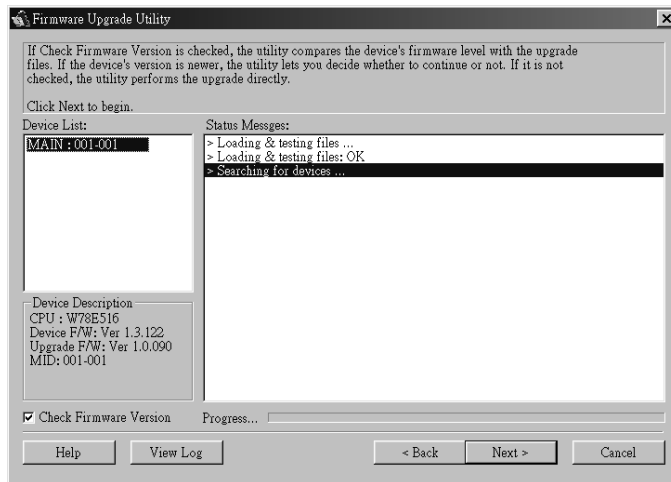 Firmware Upgrade Utility
If Check Firmware Version is checked, the utility compares the device's firmware level with the upgrade
files. If the device's version is newer, the utility lets you decide whether to continue or not. If it is not
checked, the utility performs the upgrade directly.
Click Next to begin.
Device List:
MAIN : 001-001
Status Messges:
> Loading & testing files ...
> Loading & testing files: OK
> Searching for devices ...
Device Description
CPU : W78E516
Device F/W: Ver 1.3.122
Upgrade F/W: Ver 1.0.090
MID: 001-001
Check Firmware Version
Progress...
Help
View Log
< Back
Next >
Cancel